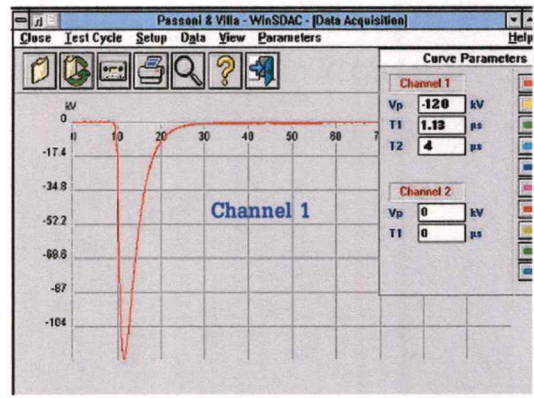 Passoni & Villa - WinSDAC - [Data Acquisition]
Close Test Cycle Setup Data View Parameters Help
Curve Parameters
Channel 1
Vp -120 kV
T1 1.13 µs
T2 4 µs
Channel 2
Vp 0 kV
T1 0 µs
kV
0
-17.4
-34.8
-52.2
-69.6
-87
-104
0 10 20 30 40 50 60 7
Channel 1